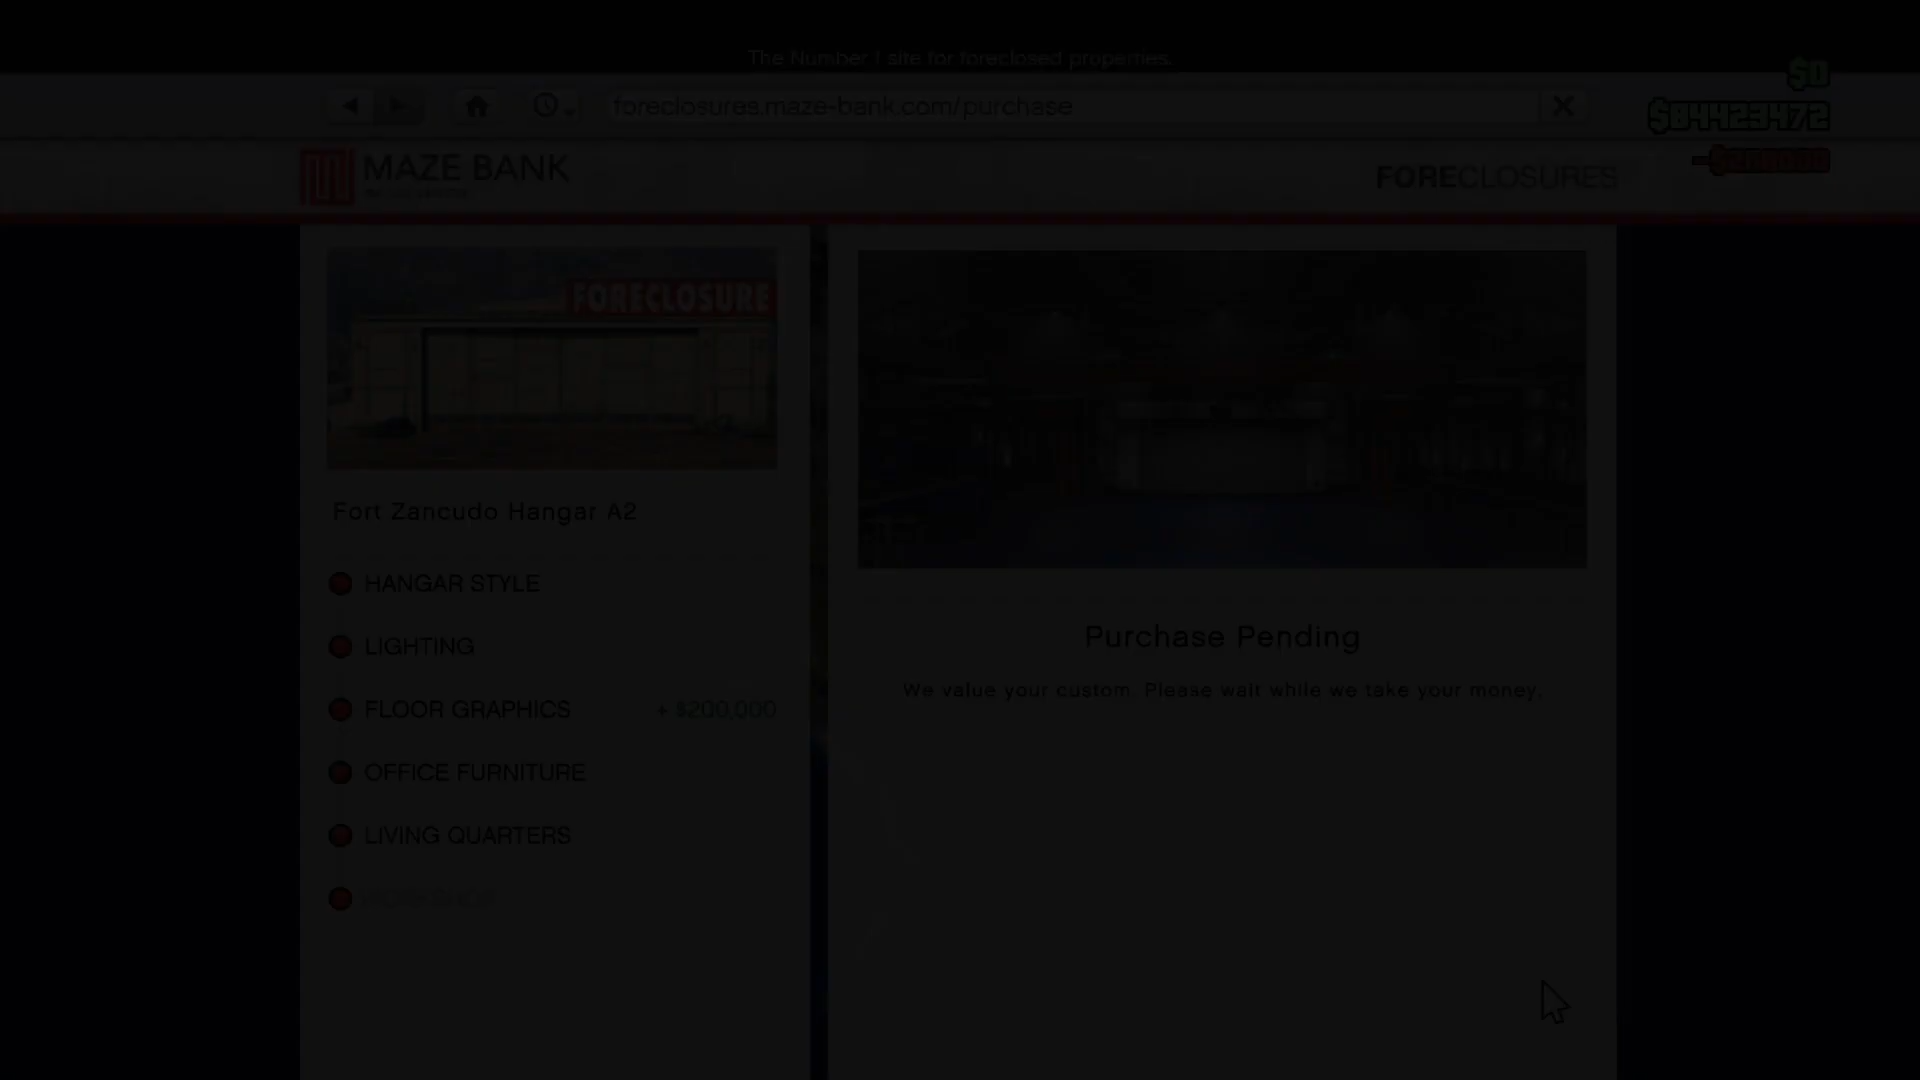 The Number 1 site for foreclosed properties.
$0
foreclosures.maze-bank.com/purchase
$84423472
MAZE BANK
FORECLOSURES
FORECLOSURE
Fort Zancudo Hangar A2
HANGAR STYLE
LIGHTING
FLOOR GRAPHICS + $200,000
OFFICE FURNITURE
LIVING QUARTERS
Purchase Pending
We value your custom. Please wait while we take your money.